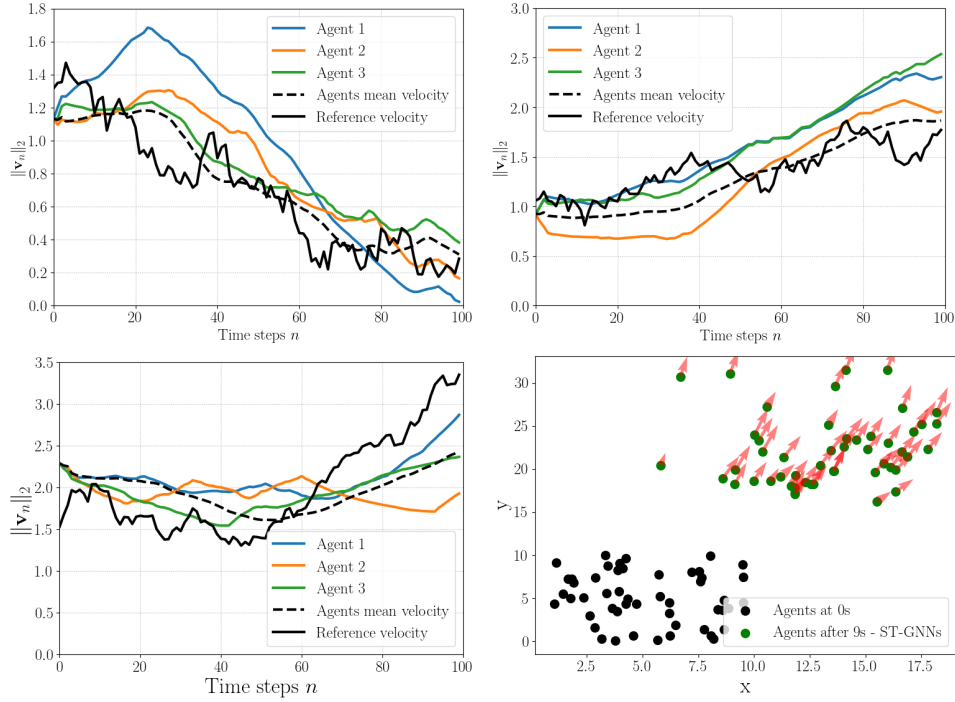 1.8
1.6
1.4
1.2
1.0
0.8
0.6
0.4
0.2
0.0
0 20 40 60 80 100
‖v_n‖_2
Time steps n
Agent 1
Agent 2
Agent 3
Agents mean velocity
Reference velocity
3.0
2.5
2.0
1.5
1.0
0.5
0.0
0 20 40 60 80 100
‖v_n‖_2
Time steps n
Agent 1
Agent 2
Agent 3
Agents mean velocity
Reference velocity
3.5
3.0
2.5
2.0
1.5
1.0
0.5
0.0
0 20 40 60 80 100
‖v_n‖_2
Time steps n
Agent 1
Agent 2
Agent 3
Agents mean velocity
Reference velocity
30
25
20
15
10
5
0
2.5 5.0 7.5 10.0 12.5 15.0 17.5
y
x
Agents at 0s
Agents after 9s - ST-GNNs